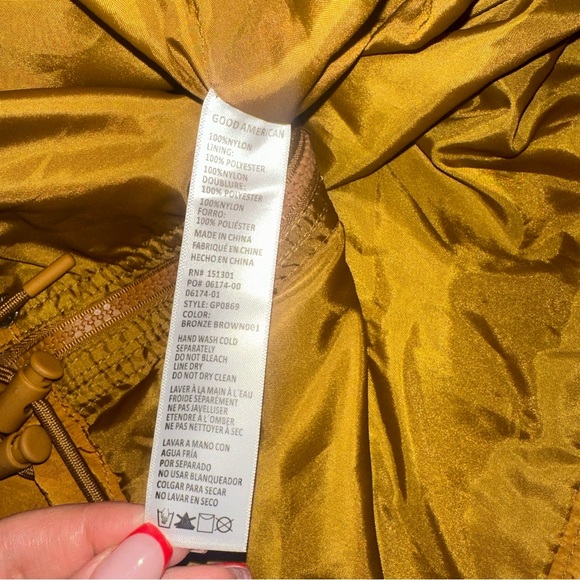 GOOD AMERICAN
100%NYLON
LINING:
100% POLYESTER
100%NYLON
DOUBLURE:
100% POLYESTER
100%NYLON
FORRO:
100% POLIÉSTER
MADE IN CHINA
FABRIQUÉ EN CHINE
HECHO EN CHINA
RN# 151301
PO# 06174-00
06174-01
STYLE: GP0869
COLOR:
BRONZE BROWN001
HAND WASH COLD
SEPARATELY
DO NOT BLEACH
LINE DRY
DO NOT DRY CLEAN
LAVER À LA MAIN À L'EAU
FROIDE SÉPARÉMENT
NE PAS JAVELLISER
ETENDRE À L'OMBER
NE PAS NETTOYER À SEC
LAVAR A MANO CON
AGUA FRÍA
POR SEPARADO
NO USAR BLANQUEADOR
COLGAR PARA SECAR
NO LAVAR EN SECO